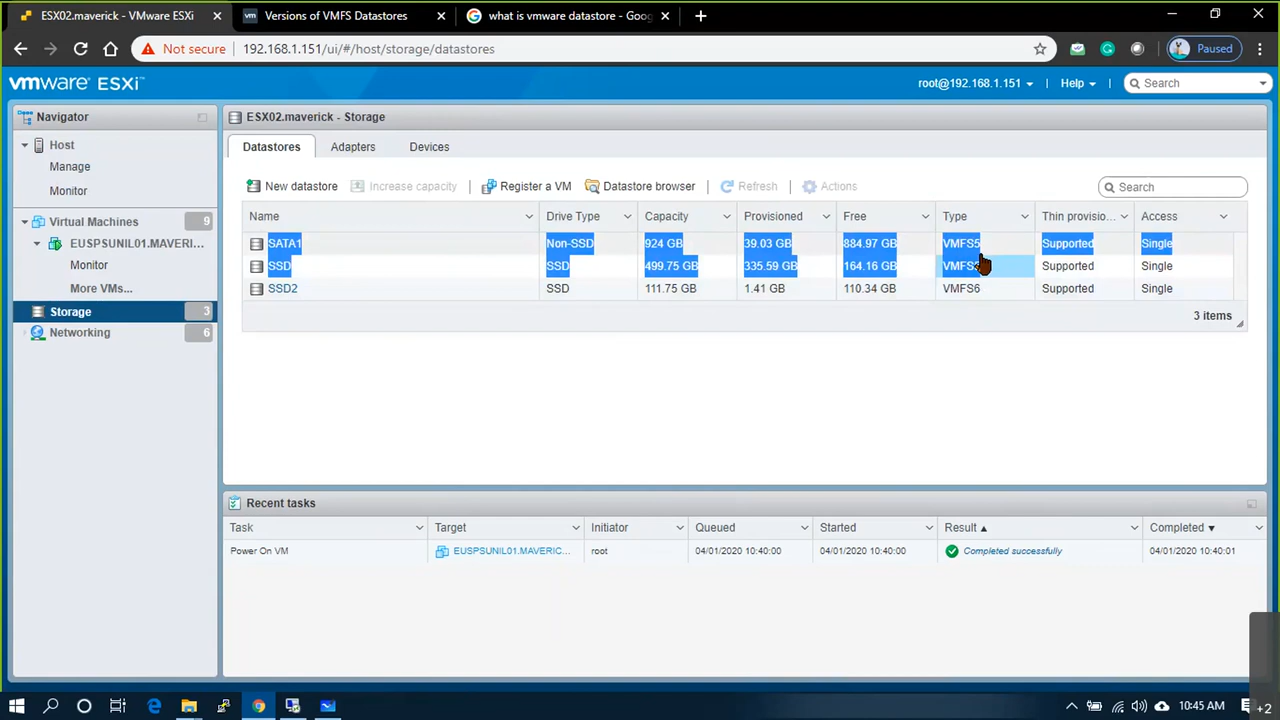 ESX02.maverick - VMware ESXi
Versions of VMFS Datastores
what is vmware datastore - Goog
Not secure 192.168.1.151/ui/#/host/storage/datastores
Paused
vmware ESXi™
root@192.168.1.151 Help Search
Navigator
Host
Manage
Monitor
Virtual Machines 9
EUSPSUNIL01.MAVERI...
Monitor
More VMs...
Storage 3
Networking 6
ESX02.maverick - Storage
Datastores Adapters Devices
New datastore Increase capacity Register a VM Datastore browser Refresh Actions Search
Name Drive Type Capacity Provisioned Free Type Thin provisio... Access
SATA1 Non-SSD 924 GB 39.03 GB 884.97 GB VMFS5 Supported Single
SSD SSD 499.75 GB 335.59 GB 164.16 GB Supported Single
SSD2 SSD 111.75 GB 1.41 GB 110.34 GB VMFS6 Supported Single
3 items
Recent tasks
Task Target Initiator Queued Started Result Completed
Power On VM EUSPSUNIL01.MAVERIC... root 04/01/2020 10:40:00 04/01/2020 10:40:00 Completed successfully 04/01/2020 10:40:01
10:45 AM
+2